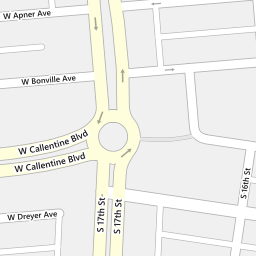 W Apner Ave
W Bonville Ave
W Callentine Blvd
W Callentine Blvd
S 16th St
W Dreyer Ave
S 17th St
S 17th St